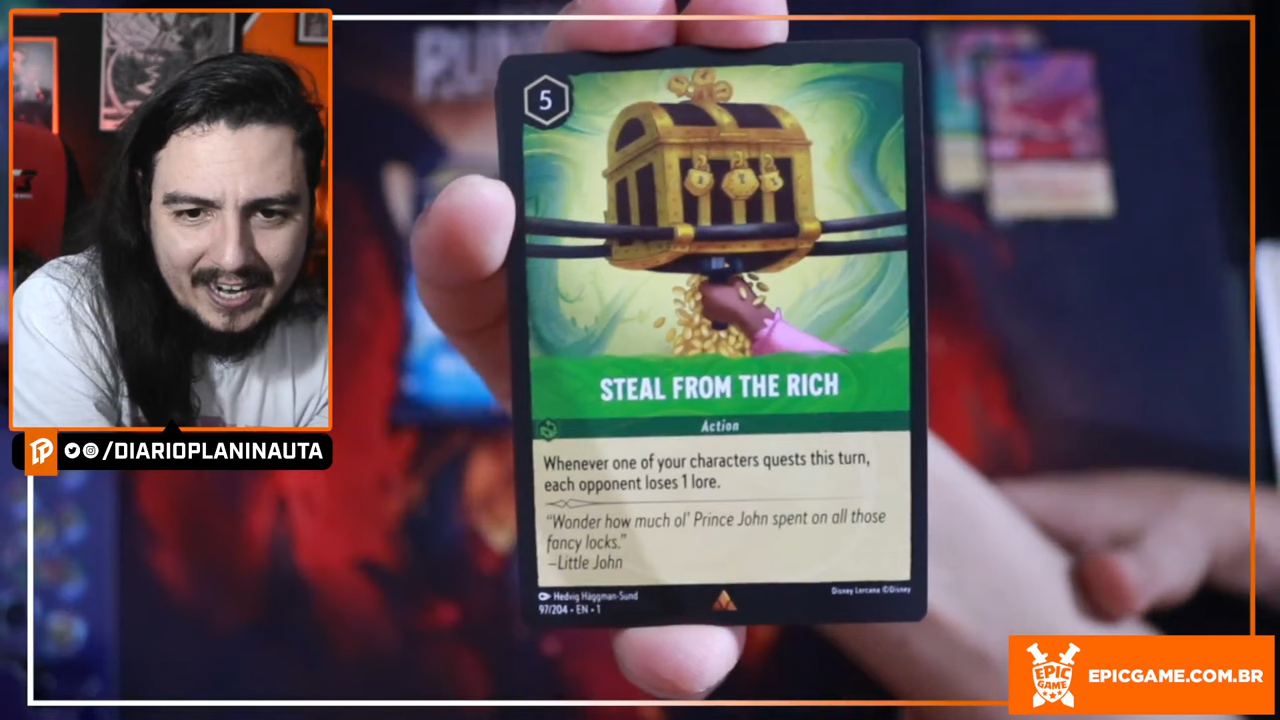 5
STEAL FROM THE RICH
Action
Whenever one of your characters quests this turn,
each opponent loses 1 lore.
“Wonder how much ol’ Prince John spent on all those
fancy locks.”
–Little John
Hedvig Häggman-Sund
97/204 • EN • 1
Disney Lorcana ©Disney
/DIARIOPLANINAUTA
EPIC
GAME
EPICGAME.COM.BR